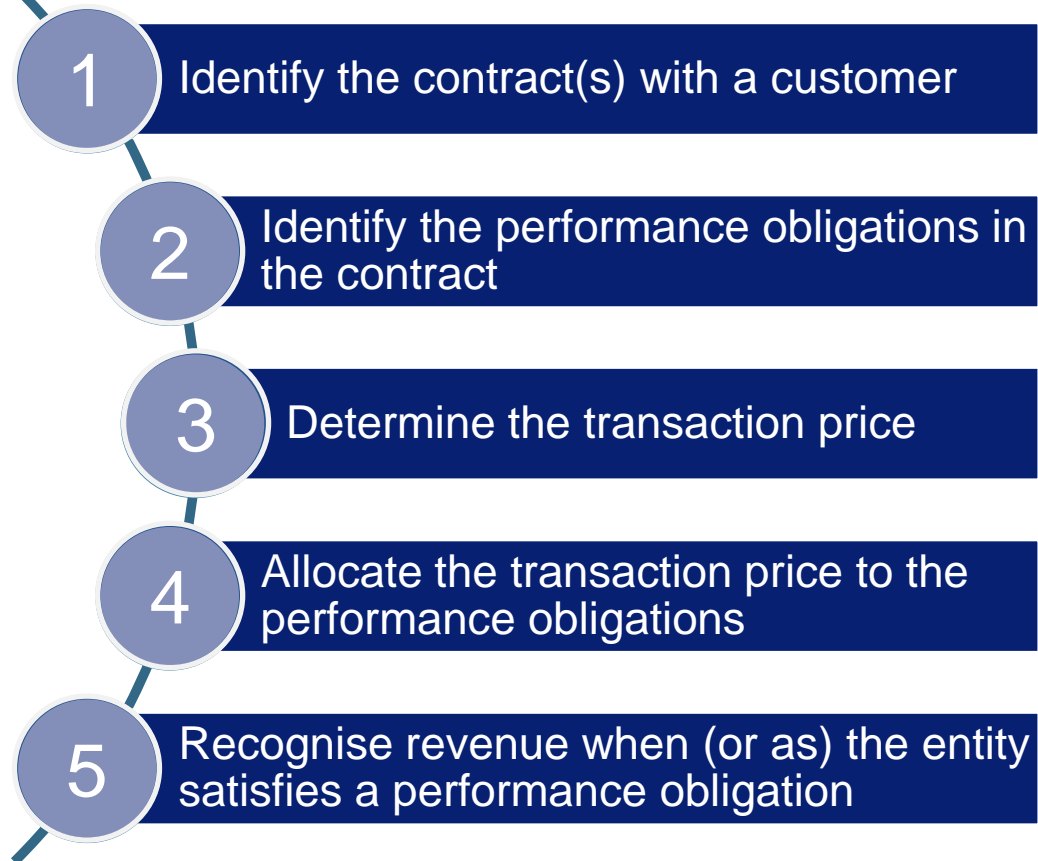 1
Identify the contract(s) with a customer
2
Identify the performance obligations in
the contract
3
Determine the transaction price
4
Allocate the transaction price to the
performance obligations
5
Recognise revenue when (or as) the entity
satisfies a performance obligation